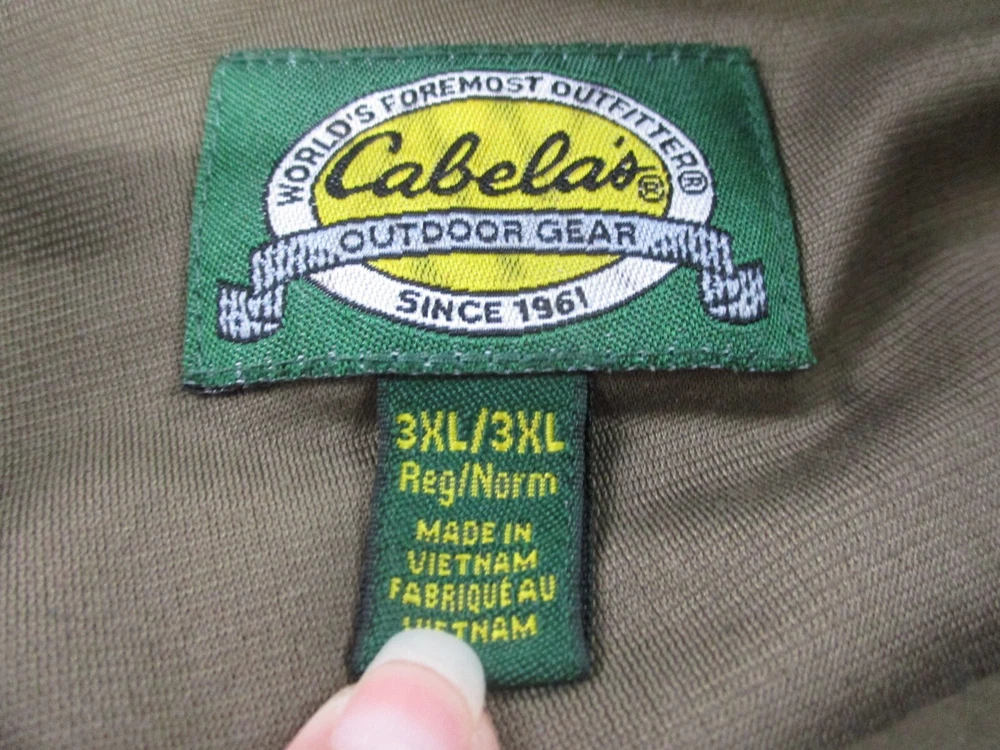 WORLD'S FOREMOST OUTFITTER®
Cabela's®
OUTDOOR GEAR
SINCE 1961
3XL/3XL
Reg/Norm
MADE IN
VIETNAM
FABRIQUÉ AU
VIETNAM